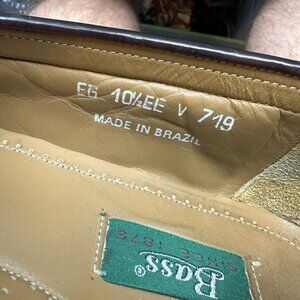 EG 10½EE V 719
MADE IN BRAZIL
Bass
SINCE 1876